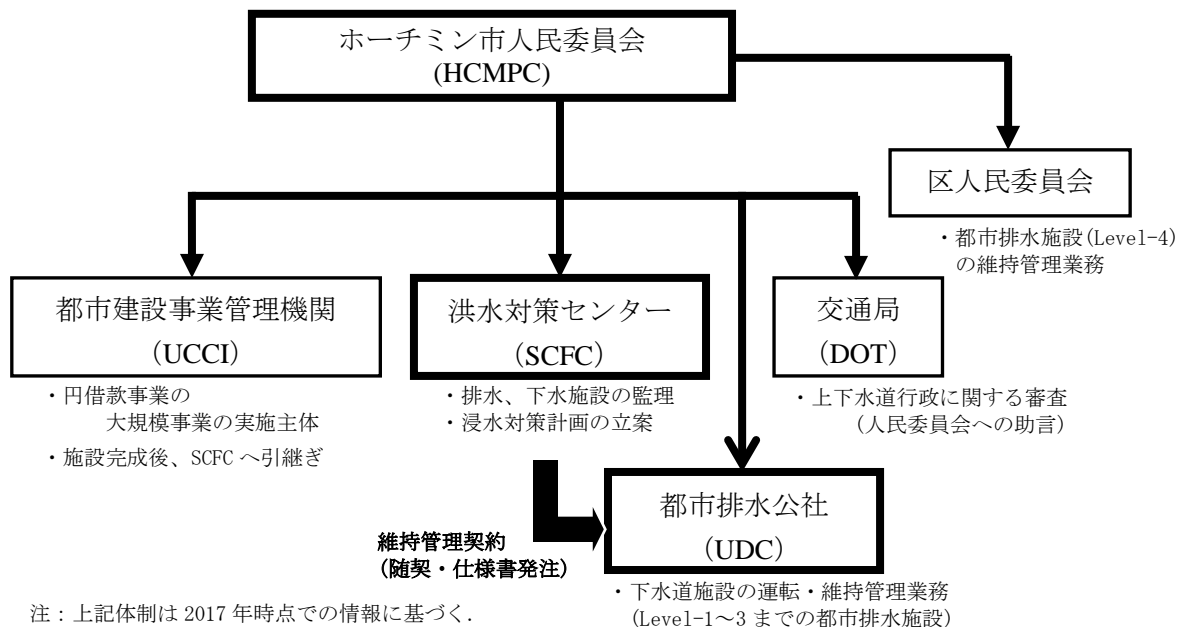 ホーチミン市人民委員会
(HCMPC)
区人民委員会
・都市排水施設(Level-4)
の維持管理業務
都市建設事業管理機関
（UCCI）
・円借款事業の
大規模事業の実施主体
・施設完成後、SCFC へ引継ぎ
洪水対策センター
（SCFC）
・排水、下水施設の監理
・浸水対策計画の立案
交通局
（DOT）
・上下水道行政に関する審査
（人民委員会への助言）
維持管理契約
（随契・仕様書発注）
都市排水公社
（UDC）
・下水道施設の運転・維持管理業務
（Level-1～3 までの都市排水施設）
注：上記体制は 2017 年時点での情報に基づく.